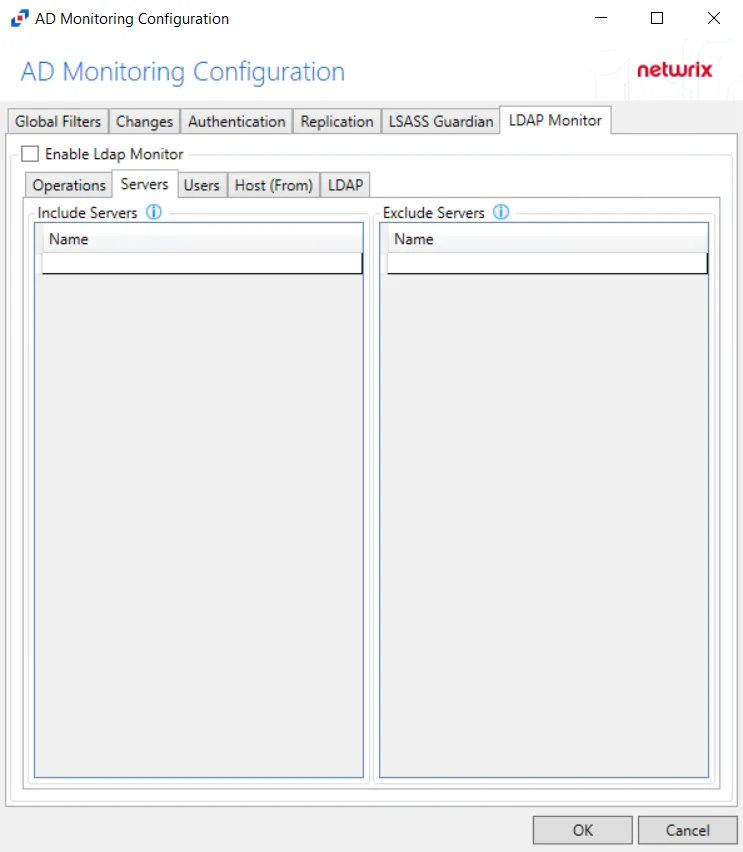 AD Monitoring Configuration
AD Monitoring Configuration
netwrix
Global Filters Changes Authentication Replication LSASS Guardian LDAP Monitor
Enable Ldap Monitor
Operations Servers Users Host (From) LDAP
Include Servers Exclude Servers
Name Name
OK Cancel